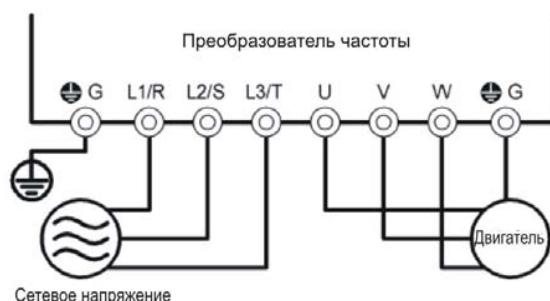 Преобразователь частоты
G L1/R L2/S L3/T U V W G
Двигатель
Сетевое напряжение